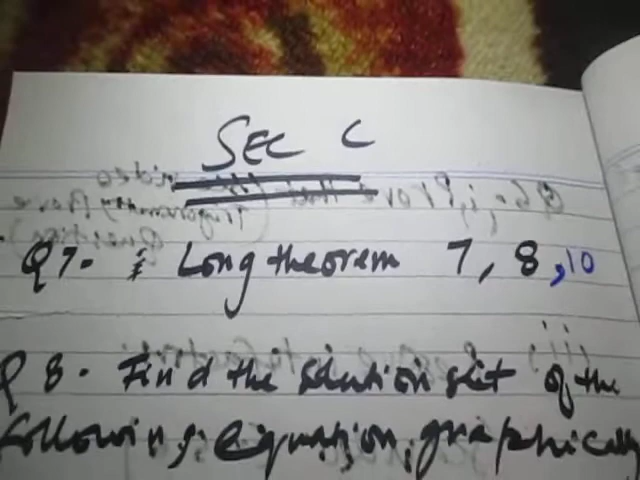 SEC C
Q7. i Long theorem 7, 8, 10
Q 8. Find the solution set of the
following equation, graphically